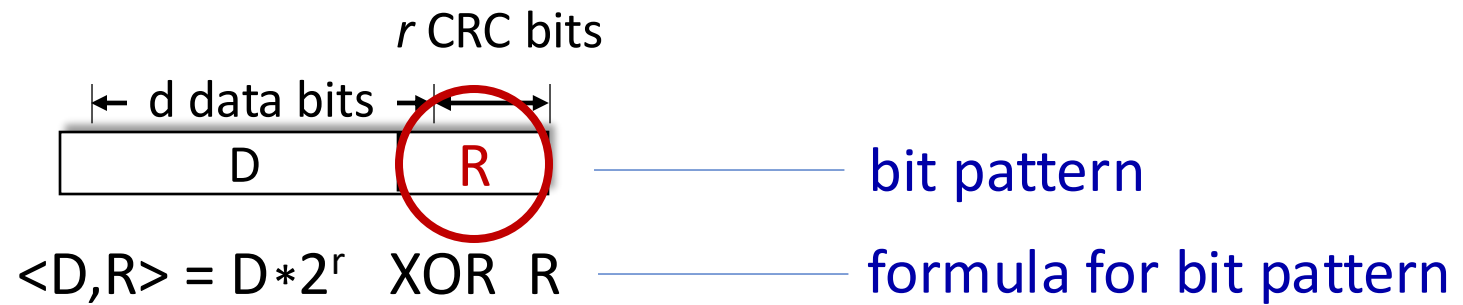 r CRC bits
d data bits
D R bit pattern
<D,R> = D*2ʳ XOR R formula for bit pattern